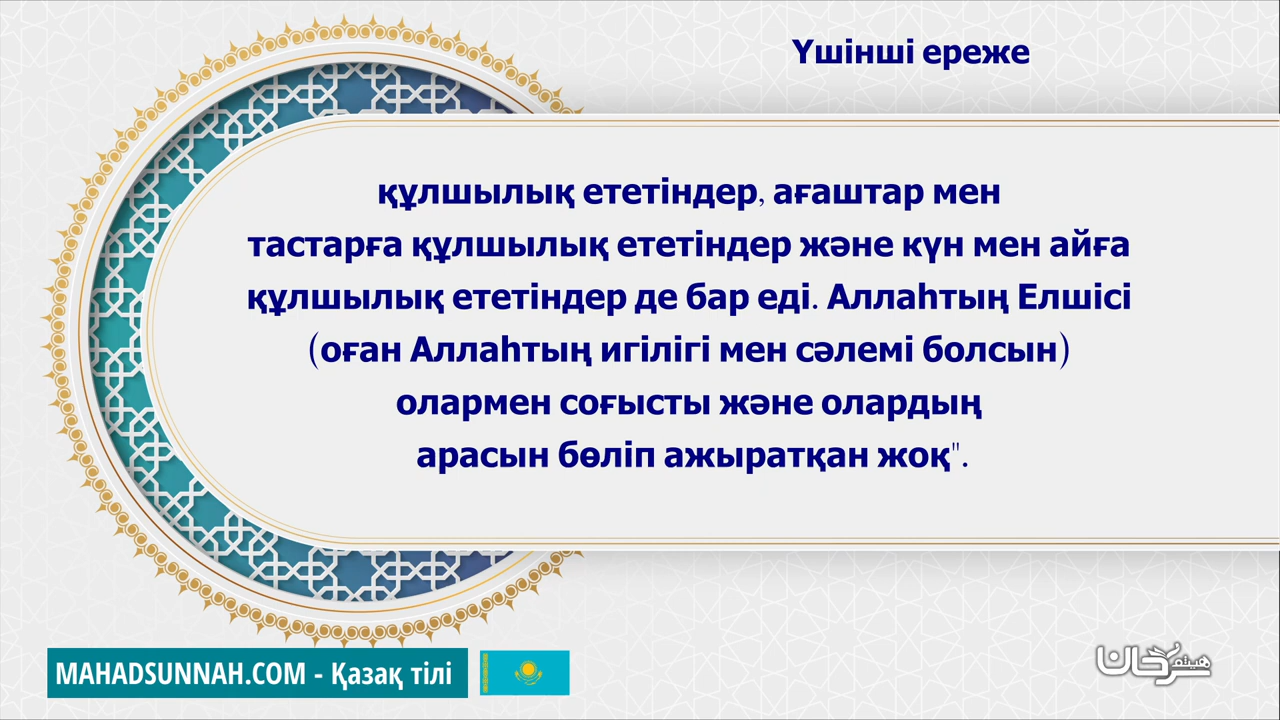 Үшінші ереже
құлшылық ететіндер, ағаштар мен
тастарға құлшылық ететіндер және күн мен айға
құлшылық ететіндер де бар еді. Аллаһтың Елшісі
(оған Аллаһтың игілігі мен сәлемі болсын)
олармен соғысты және олардың
арасын бөліп ажыратқан жоқ".
MAHADSUNNAH.COM - Қазақ тілі
هيثم سرحان